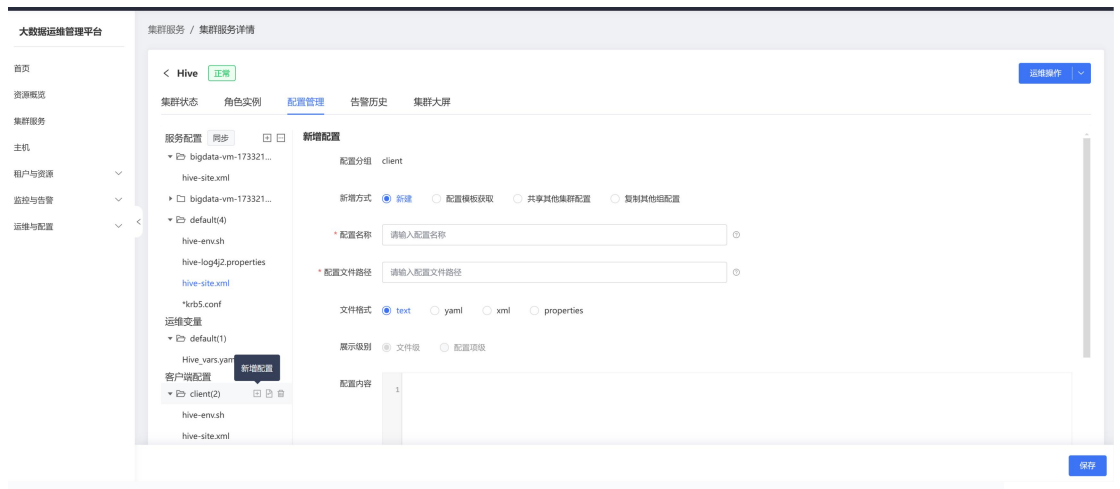 大数据运维管理平台
集群服务 / 集群服务详情
首页
资源概览
集群服务
主机
租户与资源
监控与告警
运维与配置
Hive 正常
运维操作
集群状态 角色实例 配置管理 告警历史 集群大屏
服务配置 同步
bigdata-vm-173321...
hive-site.xml
bigdata-vm-173321...
default(4)
hive-env.sh
hive-log4j2.properties
hive-site.xml
*krb5.conf
运维变量
default(1)
Hive_vars.yam
新增配置
客户端配置
client(2)
hive-env.sh
hive-site.xml
新增配置
配置分组 client
新增方式 新建 配置模板获取 共享其他集群配置 复制其他组配置
* 配置名称 请输入配置名称
* 配置文件路径 请输入配置文件路径
文件格式 text yaml xml properties
展示级别 文件级 配置项级
配置内容
1
保存